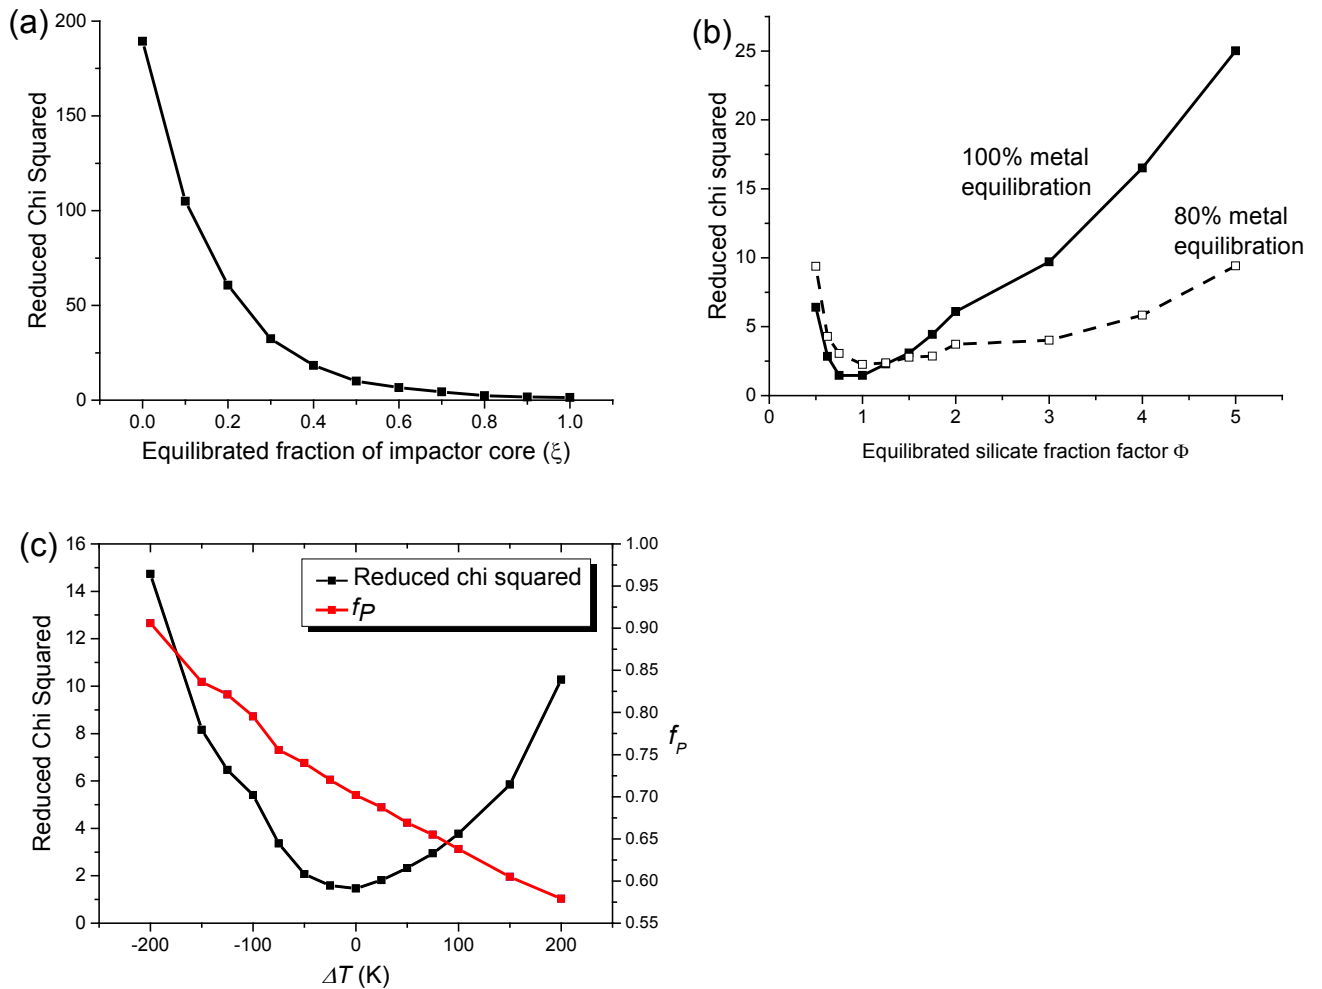 (a)
200
150
100
50
0
Reduced Chi Squared
0.0 0.2 0.4 0.6 0.8 1.0
Equilibrated fraction of impactor core (ξ)
(b)
25
20
15
10
5
0
Reduced chi squared
100% metal
equilibration
80% metal
equilibration
0 1 2 3 4 5
Equilibrated silicate fraction factor Φ
(c)
16
14
12
10
8
6
4
2
0
Reduced Chi Squared
Reduced chi squared
fP
1.00
0.95
0.90
0.85
0.80
0.75
0.70
0.65
0.60
0.55
fP
-200 -100 0 100 200
ΔT (K)